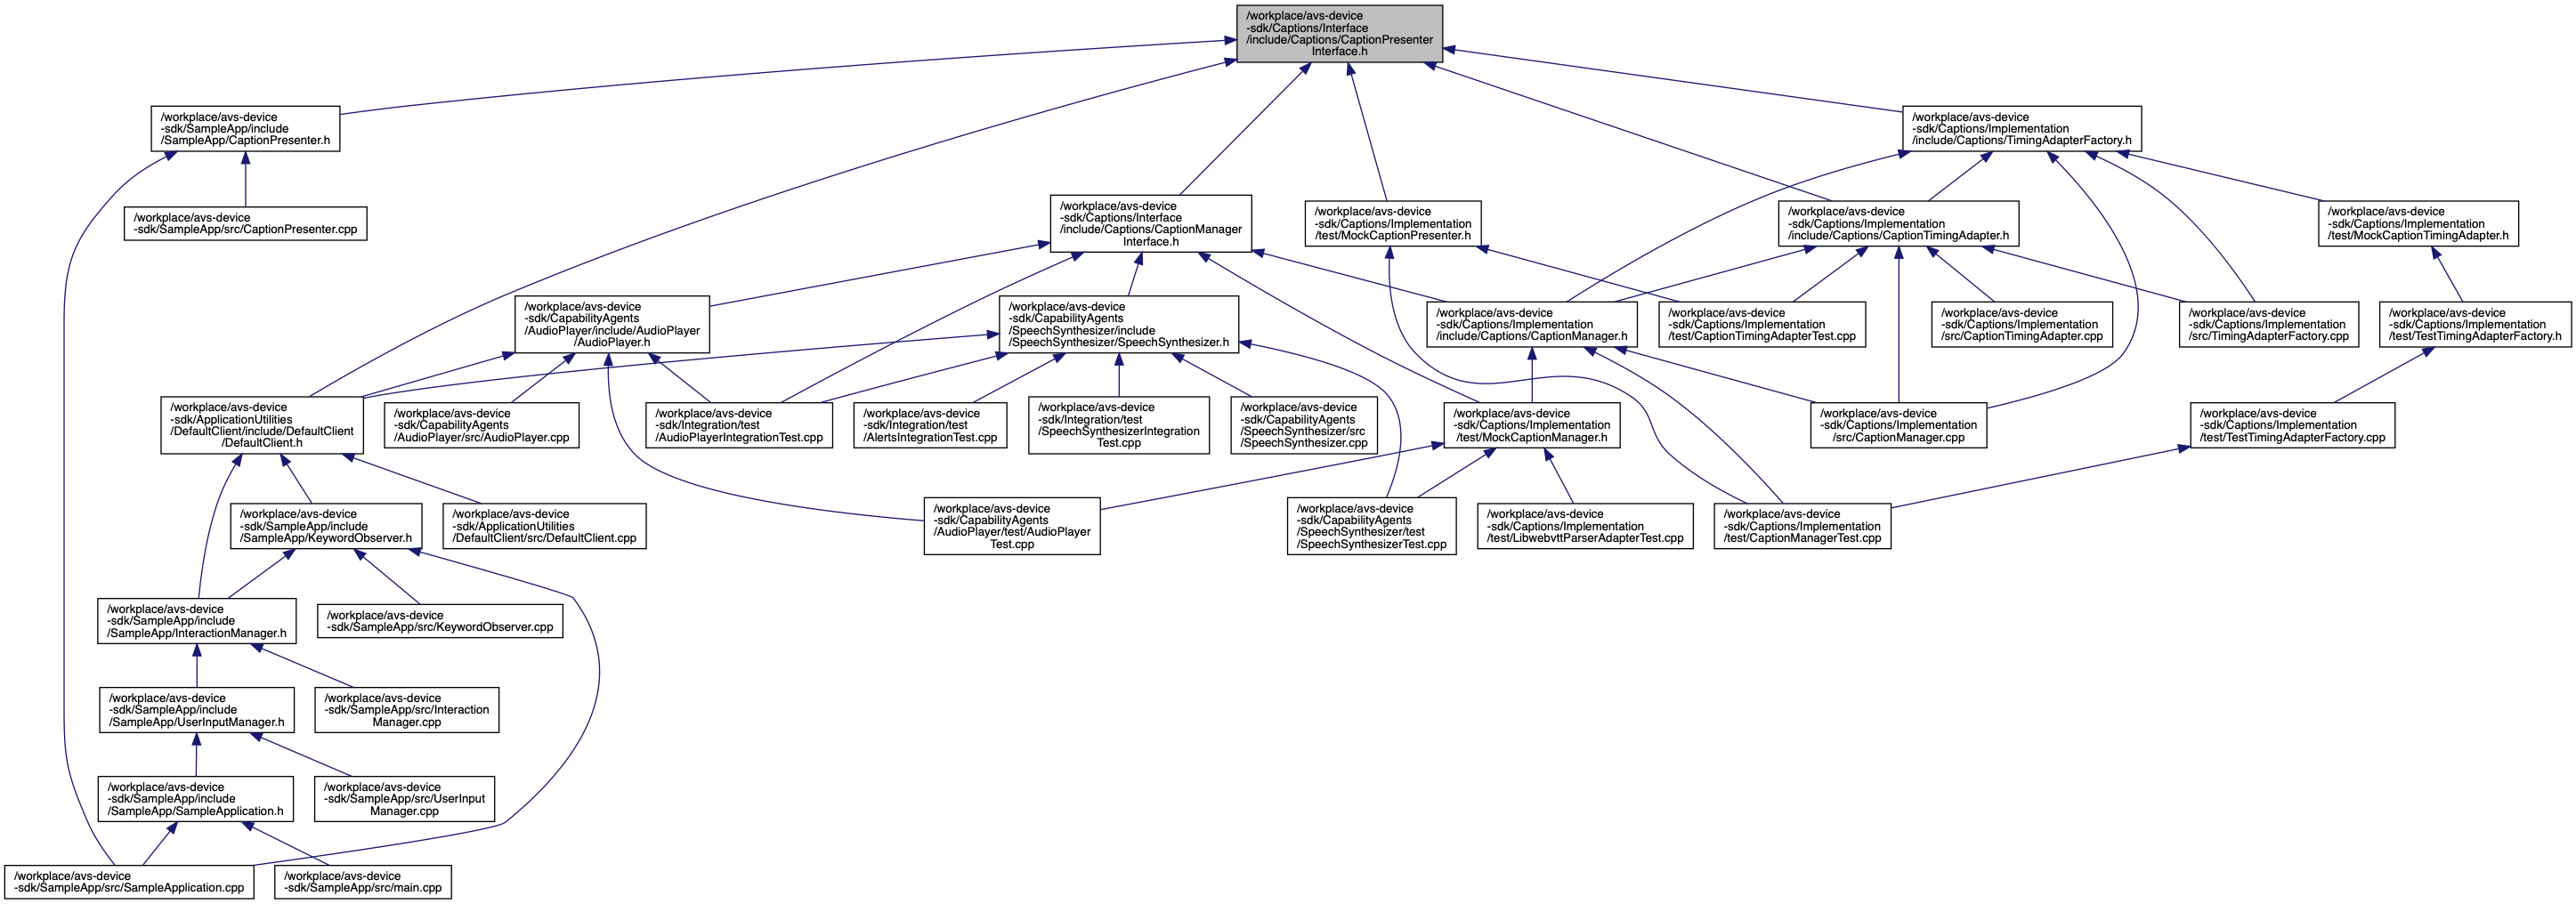 /workplace/avs-device
-sdk/Captions/Interface
/include/Captions/CaptionPresenter
Interface.h
/workplace/avs-device
-sdk/SampleApp/include
/SampleApp/CaptionPresenter.h
/workplace/avs-device
-sdk/Captions/Implementation
/include/Captions/TimingAdapterFactory.h
/workplace/avs-device
-sdk/SampleApp/src/CaptionPresenter.cpp
/workplace/avs-device
-sdk/Captions/Interface
/include/Captions/CaptionManager
Interface.h
/workplace/avs-device
-sdk/Captions/Implementation
/test/MockCaptionPresenter.h
/workplace/avs-device
-sdk/Captions/Implementation
/include/Captions/CaptionTimingAdapter.h
/workplace/avs-device
-sdk/Captions/Implementation
/test/MockCaptionTimingAdapter.h
/workplace/avs-device
-sdk/CapabilityAgents
/AudioPlayer/include/AudioPlayer
/AudioPlayer.h
/workplace/avs-device
-sdk/CapabilityAgents
/SpeechSynthesizer/include
/SpeechSynthesizer/SpeechSynthesizer.h
/workplace/avs-device
-sdk/Captions/Implementation
/include/Captions/CaptionManager.h
/workplace/avs-device
-sdk/Captions/Implementation
/test/CaptionTimingAdapterTest.cpp
/workplace/avs-device
-sdk/Captions/Implementation
/src/CaptionTimingAdapter.cpp
/workplace/avs-device
-sdk/Captions/Implementation
/src/TimingAdapterFactory.cpp
/workplace/avs-device
-sdk/Captions/Implementation
/test/TestTimingAdapterFactory.h
/workplace/avs-device
-sdk/ApplicationUtilities
/DefaultClient/include/DefaultClient
/DefaultClient.h
/workplace/avs-device
-sdk/CapabilityAgents
/AudioPlayer/src/AudioPlayer.cpp
/workplace/avs-device
-sdk/Integration/test
/AudioPlayerIntegrationTest.cpp
/workplace/avs-device
-sdk/Integration/test
/AlertsIntegrationTest.cpp
/workplace/avs-device
-sdk/Integration/test
/SpeechSynthesizerIntegration
Test.cpp
/workplace/avs-device
-sdk/CapabilityAgents
/SpeechSynthesizer/src
/SpeechSynthesizer.cpp
/workplace/avs-device
-sdk/Captions/Implementation
/test/MockCaptionManager.h
/workplace/avs-device
-sdk/Captions/Implementation
/src/CaptionManager.cpp
/workplace/avs-device
-sdk/Captions/Implementation
/test/TestTimingAdapterFactory.cpp
/workplace/avs-device
-sdk/SampleApp/include
/SampleApp/KeywordObserver.h
/workplace/avs-device
-sdk/ApplicationUtilities
/DefaultClient/src/DefaultClient.cpp
/workplace/avs-device
-sdk/CapabilityAgents
/AudioPlayer/test/AudioPlayer
Test.cpp
/workplace/avs-device
-sdk/CapabilityAgents
/SpeechSynthesizer/test
/SpeechSynthesizerTest.cpp
/workplace/avs-device
-sdk/Captions/Implementation
/test/LibwebvttParserAdapterTest.cpp
/workplace/avs-device
-sdk/Captions/Implementation
/test/CaptionManagerTest.cpp
/workplace/avs-device
-sdk/SampleApp/include
/SampleApp/InteractionManager.h
/workplace/avs-device
-sdk/SampleApp/src/KeywordObserver.cpp
/workplace/avs-device
-sdk/SampleApp/include
/SampleApp/UserInputManager.h
/workplace/avs-device
-sdk/SampleApp/src/Interaction
Manager.cpp
/workplace/avs-device
-sdk/SampleApp/include
/SampleApp/SampleApplication.h
/workplace/avs-device
-sdk/SampleApp/src/UserInput
Manager.cpp
/workplace/avs-device
-sdk/SampleApp/src/SampleApplication.cpp
/workplace/avs-device
-sdk/SampleApp/src/main.cpp